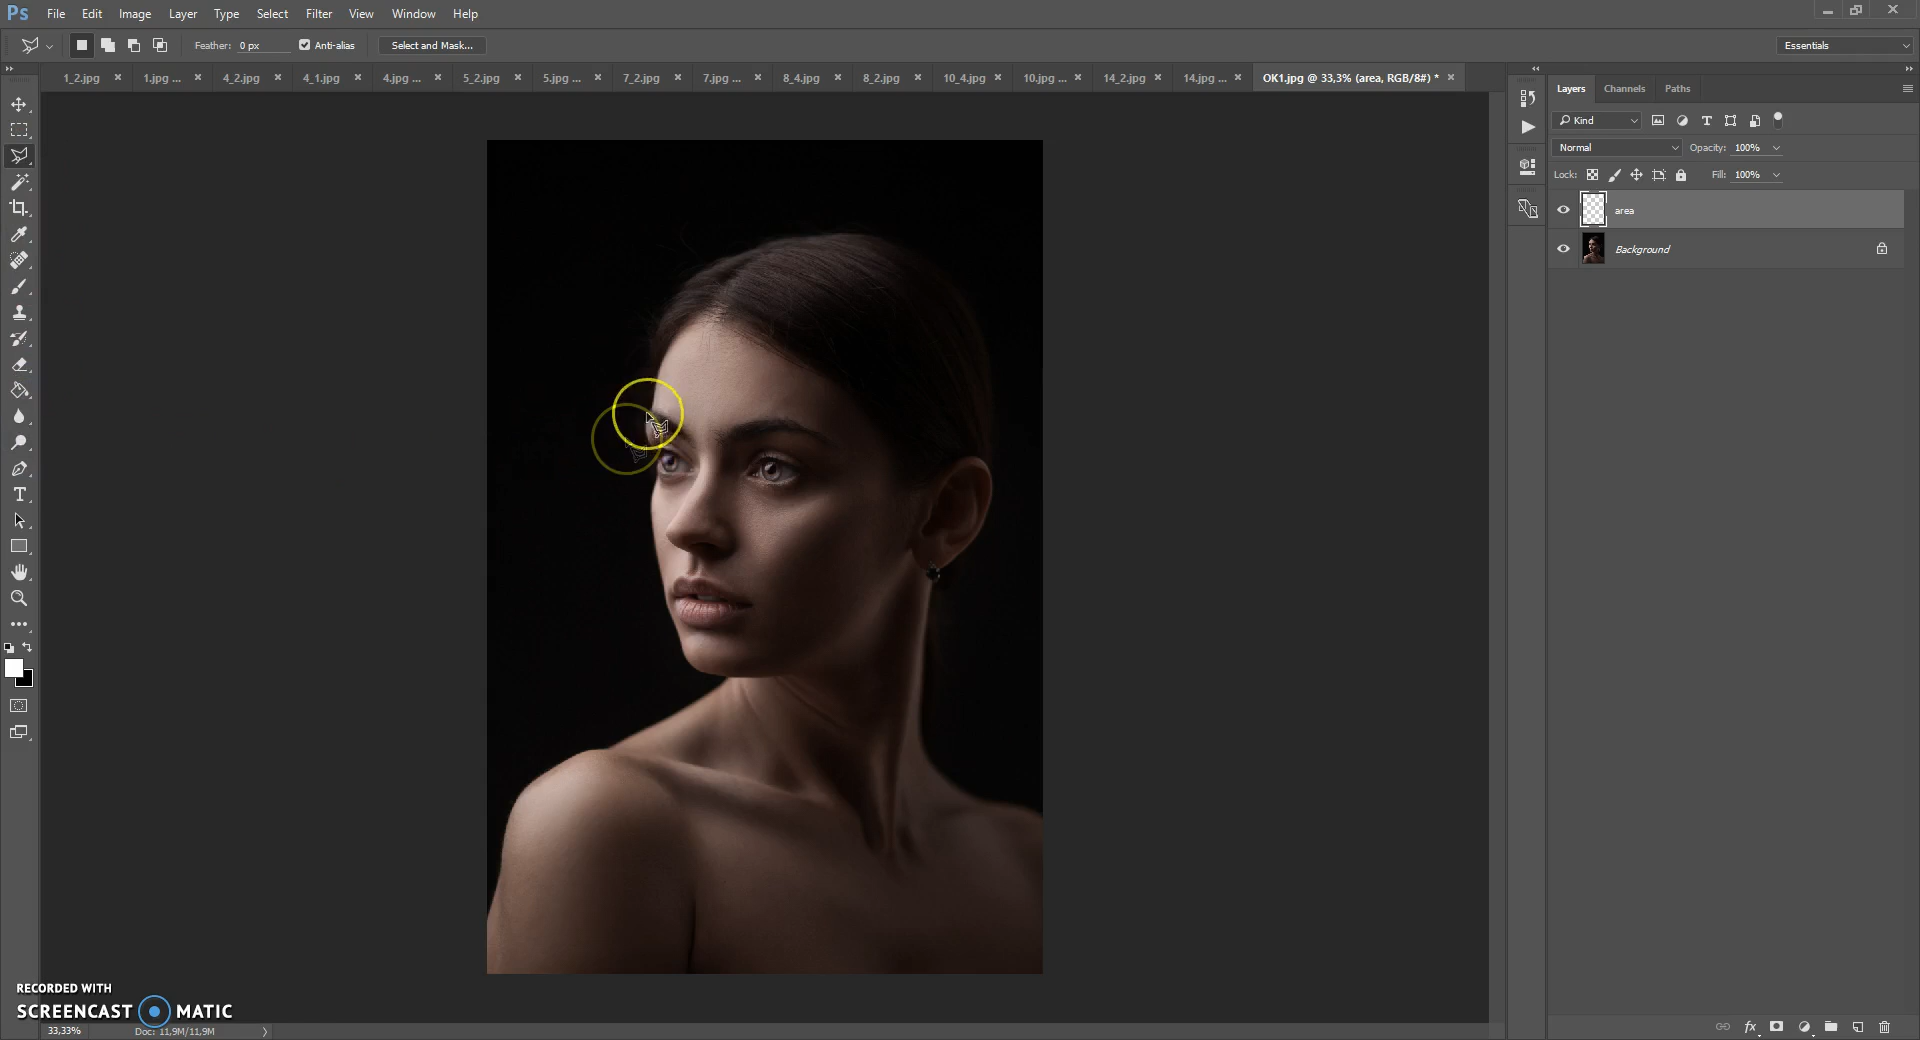 Ps File Edit Image Layer Type Select Filter View Window Help
Feather: 0 px Anti-alias Select and Mask... Essentials
1_2.jpg × 1.jpg ... × 4_2.jpg × 4_1.jpg × 4.jpg ... × 5_2.jpg × 5.jpg ... × 7_2.jpg × 7.jpg ... × 8_4.jpg × 8_2.jpg × 10_4.jpg × 10.jpg ... × 14_2.jpg × 14.jpg ... × OK1.jpg @ 33,3% (area, RGB/8#) * ×
Layers Channels Paths
Kind
Normal Opacity: 100%
Lock: Fill: 100%
area
Background
RECORDED WITH
SCREENCAST MATIC
33,33% Doc: 11,9M/11,9M